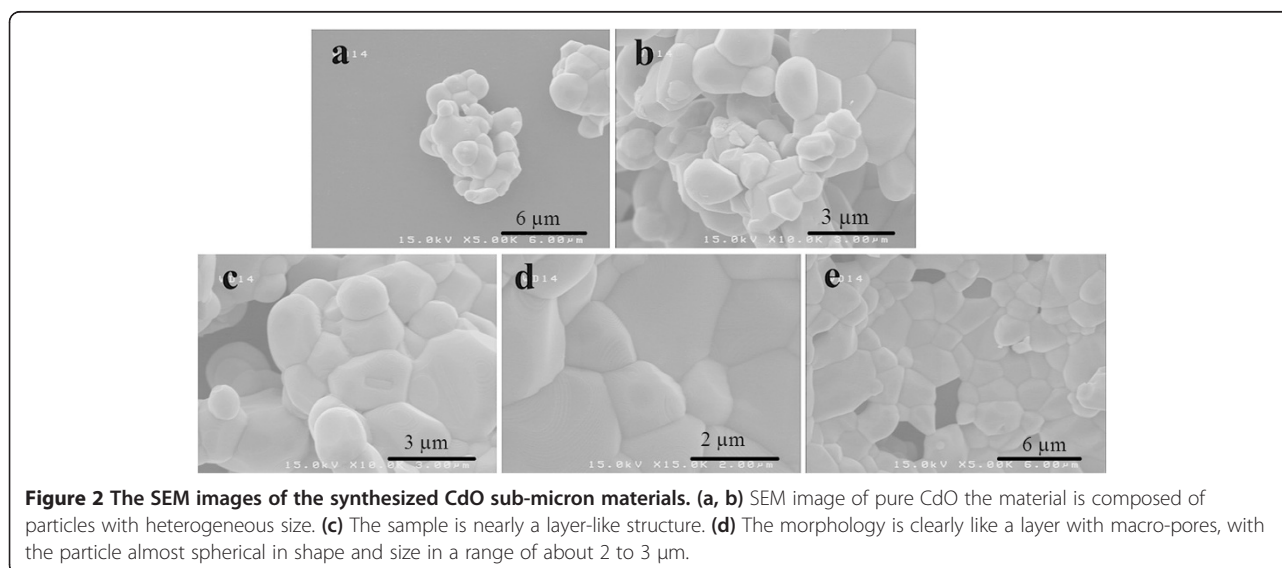 a
14
6 µm
15.0kV X5.00K 6.00µm
b
14
3 µm
15.0kV X10.0K 3.00µm
c
14
3 µm
15.0kV X10.0K 3.00µm
d
14
2 µm
15.0kV X15.0K 2.00µm
e
14
6 µm
15.0kV X5.00K 6.00µm
Figure 2 The SEM images of the synthesized CdO sub-micron materials. (a, b) SEM image of pure CdO the material is composed of
particles with heterogeneous size. (c) The sample is nearly a layer-like structure. (d) The morphology is clearly like a layer with macro-pores, with
the particle almost spherical in shape and size in a range of about 2 to 3 µm.